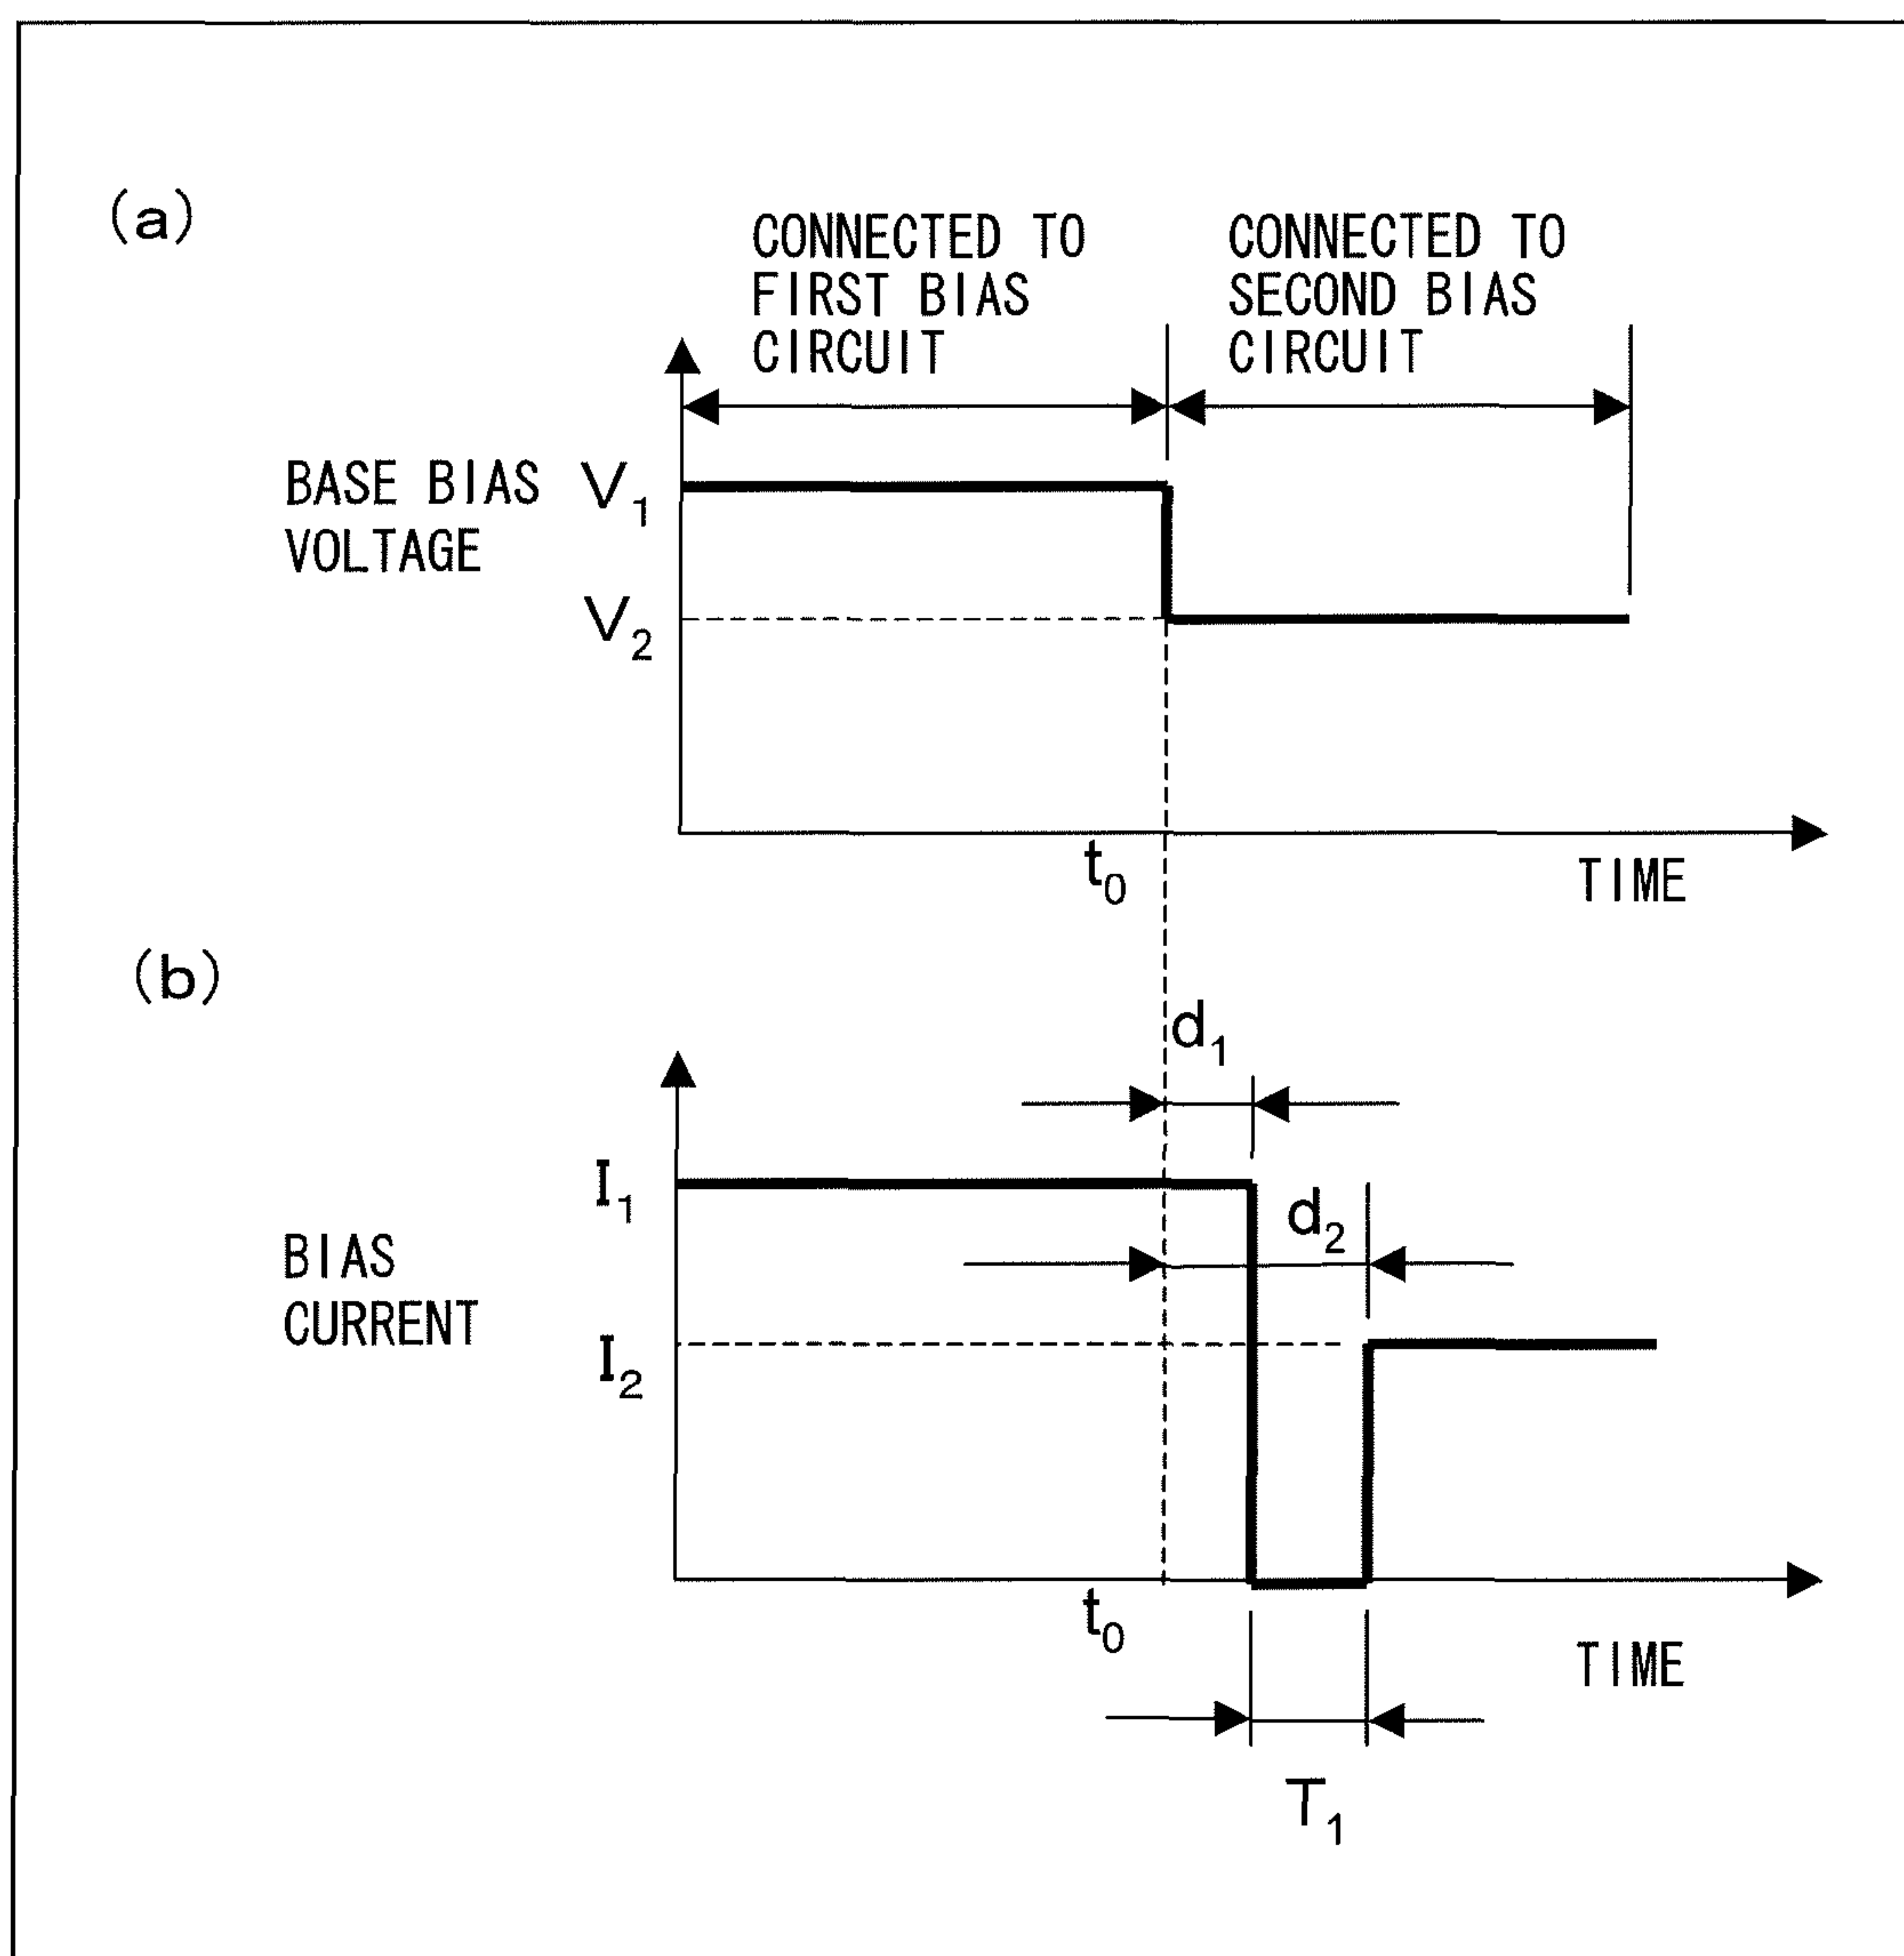 (a)
CONNECTED TO
FIRST BIAS
CIRCUIT
CONNECTED TO
SECOND BIAS
CIRCUIT
BASE BIAS
VOLTAGE
V₁
V₂
t₀
TIME
(b)
d₁
I₁
d₂
BIAS
CURRENT
I₂
t₀
TIME
T₁